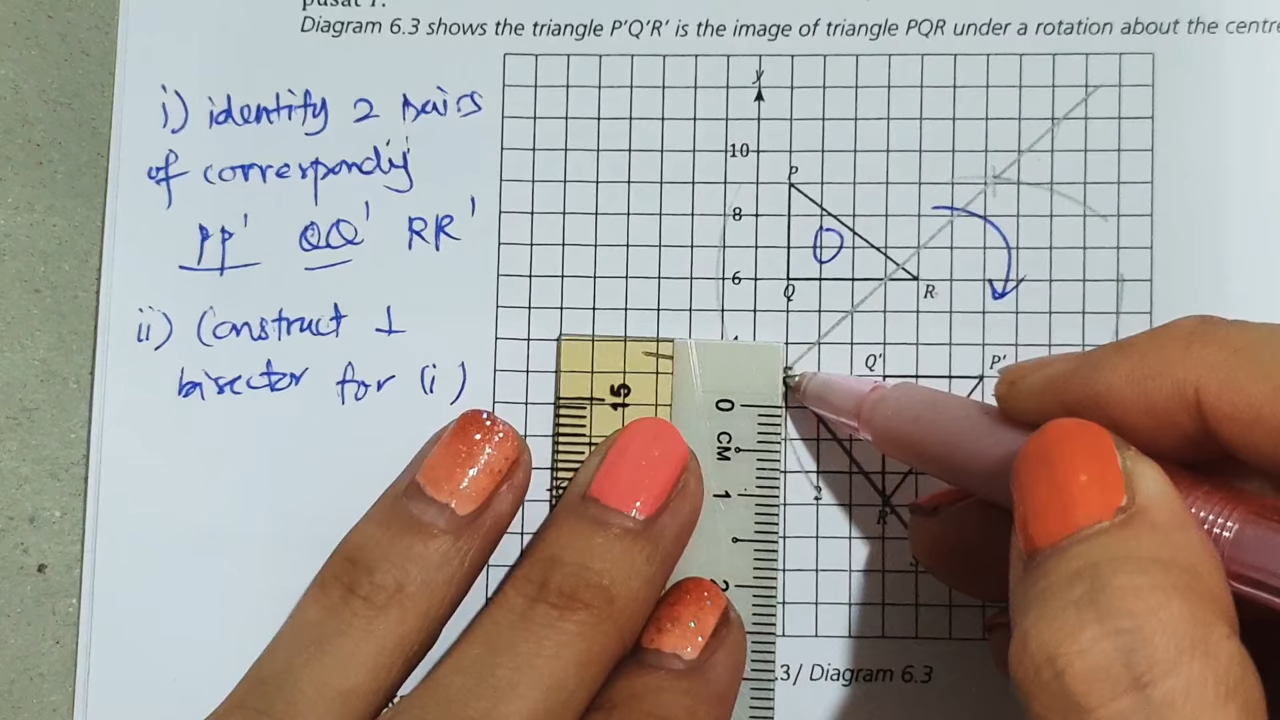 pusat T.
Diagram 6.3 shows the triangle P'Q'R' is the image of triangle PQR under a rotation about the centre
i) identify 2 pairs
of correspondy
PP' QQ' RR'
ii) Construct ⊥
bisector for (i)
y
10
P
8
6
Q
R
Q'
P'
15
0
CM
1
2
2
R'
.3/ Diagram 6.3